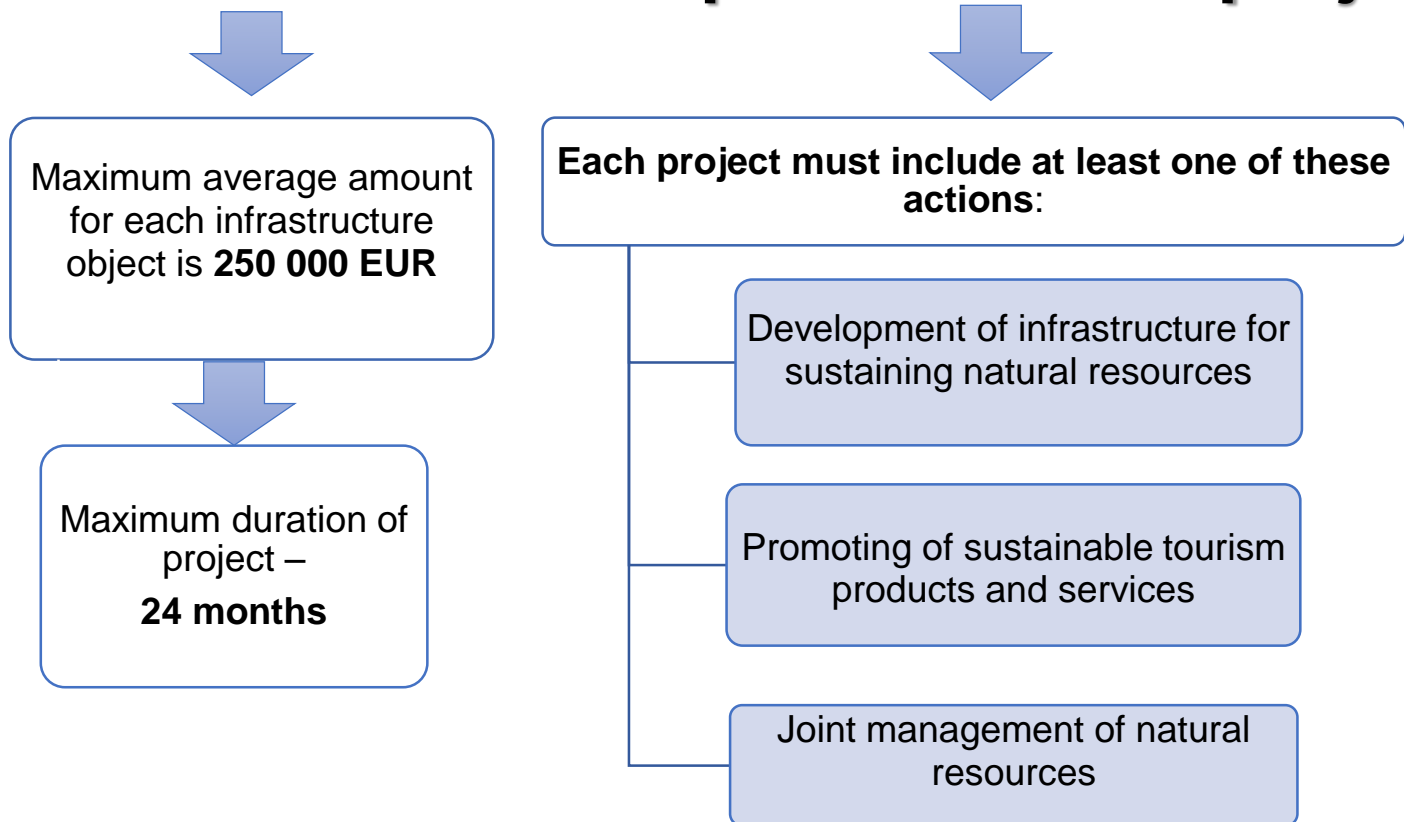 Maximum average amount
for each infrastructure
object is 250 000 EUR
Maximum duration of
project –
24 months
Each project must include at least one of these
actions:
Development of infrastructure for
sustaining natural resources
Promoting of sustainable tourism
products and services
Joint management of natural
resources